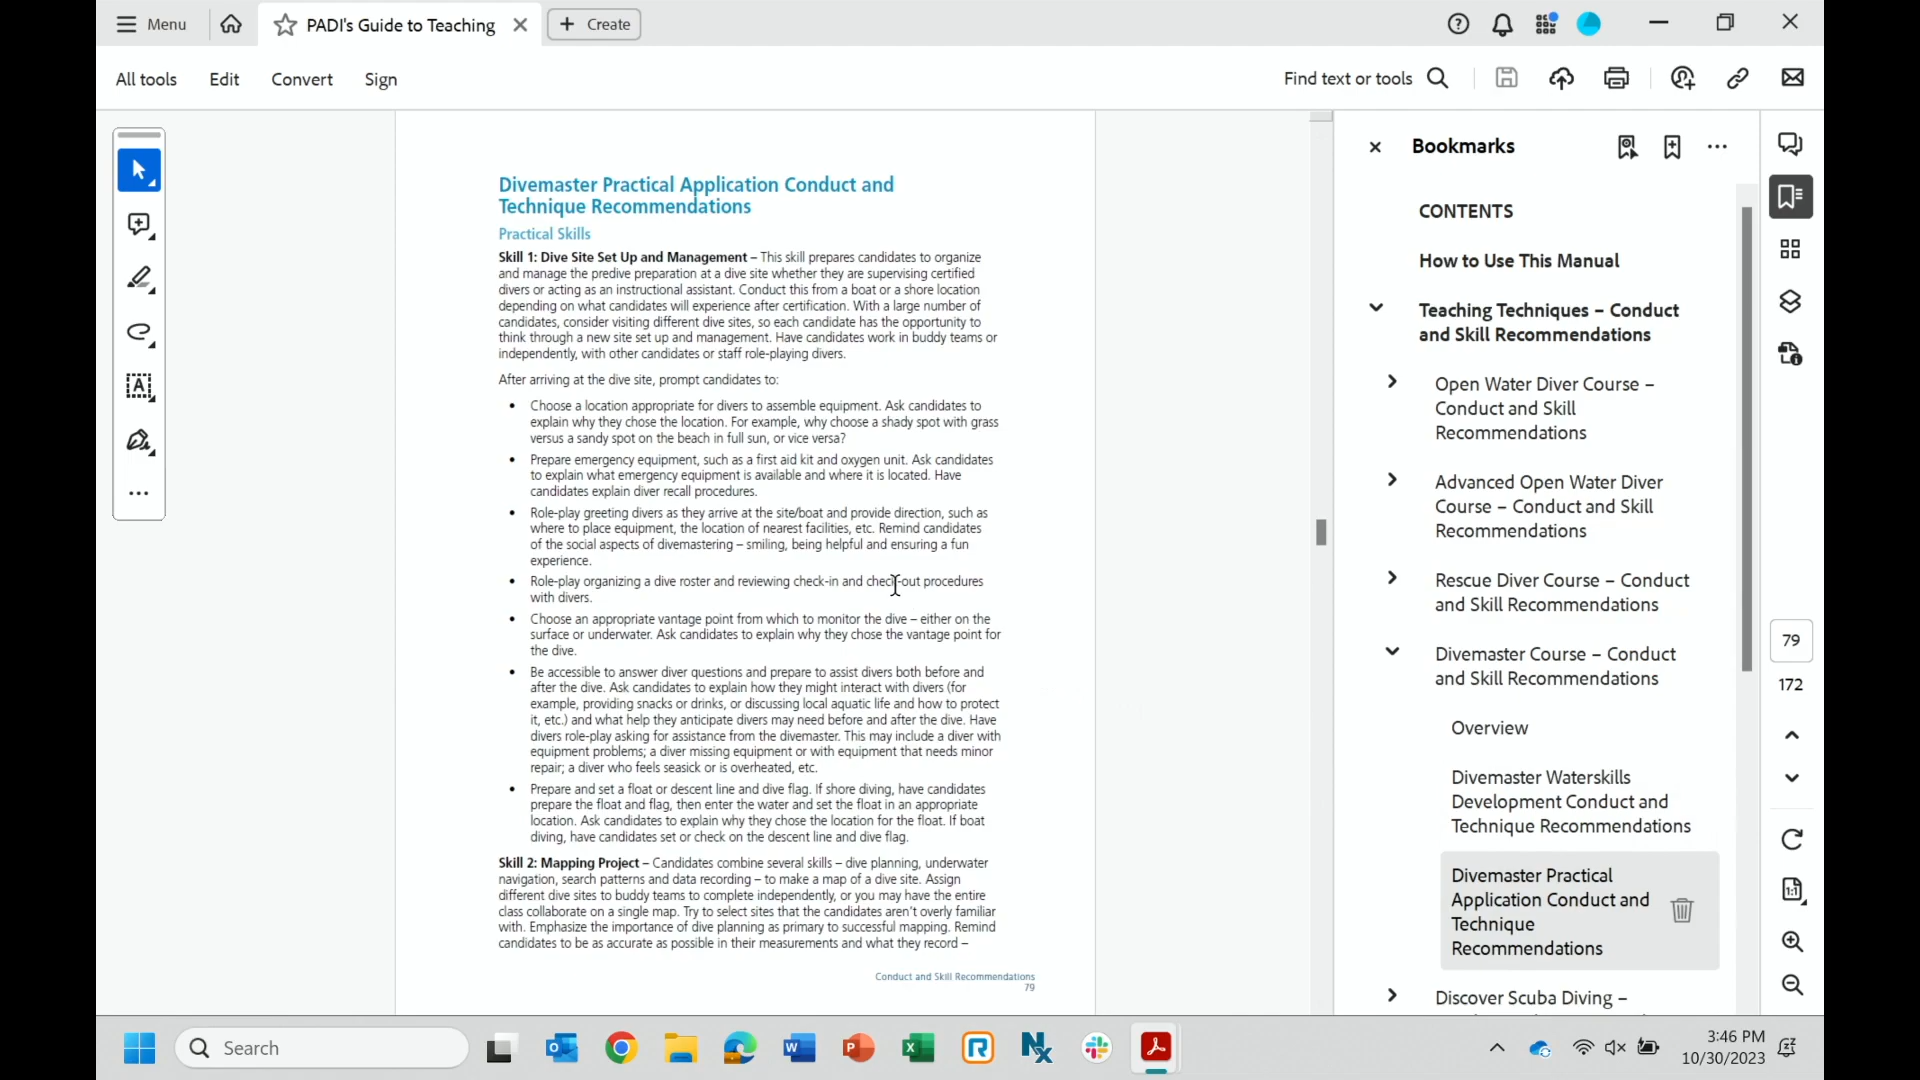 Menu
PADI's Guide to Teaching
Create
All tools
Edit
Convert
Sign
Find text or tools
Divemaster Practical Application Conduct and
Technique Recommendations
Practical Skills
Skill 1: Dive Site Set Up and Management – This skill prepares candidates to organize
and manage the predive preparation at a dive site whether they are supervising certified
divers or acting as an instructional assistant. Conduct this from a boat or a shore location
depending on what candidates will experience after certification. With a large number of
candidates, consider visiting different dive sites, so each candidate has the opportunity to
think through a new site set up and management. Have candidates work in buddy teams or
independently, with other candidates or staff role-playing divers.
After arriving at the dive site, prompt candidates to:
• Choose a location appropriate for divers to assemble equipment. Ask candidates to
explain why they chose the location. For example, why choose a shady spot with grass
versus a sandy spot on the beach in full sun, or vice versa?
• Prepare emergency equipment, such as a first aid kit and oxygen unit. Ask candidates
to explain what emergency equipment is available and where it is located. Have
candidates explain diver recall procedures.
• Role-play greeting divers as they arrive at the site/boat and provide direction, such as
where to place equipment, the location of nearest facilities, etc. Remind candidates
of the social aspects of divemastering – smiling, being helpful and ensuring a fun
experience.
• Role-play organizing a dive roster and reviewing check-in and check-out procedures
with divers.
• Choose an appropriate vantage point from which to monitor the dive – either on the
surface or underwater. Ask candidates to explain why they chose the vantage point for
the dive.
• Be accessible to answer diver questions and prepare to assist divers both before and
after the dive. Ask candidates to explain how they might interact with divers (for
example, providing snacks or drinks, or discussing local aquatic life and how to protect
it, etc.) and what help they anticipate divers may need before and after the dive. Have
divers role-play asking for assistance from the divemaster. This may include a diver with
equipment problems; a diver missing equipment or with equipment that needs minor
repair; a diver who feels seasick or is overheated, etc.
• Prepare and set a float or descent line and dive flag. If shore diving, have candidates
prepare the float and flag, then enter the water and set the float in an appropriate
location. Ask candidates to explain why they chose the location for the float. If boat
diving, have candidates set or check on the descent line and dive flag.
Skill 2: Mapping Project – Candidates combine several skills – dive planning, underwater
navigation, search patterns and data recording – to make a map of a dive site. Assign
different dive sites to buddy teams to complete independently, or you may have the entire
class collaborate on a single map. Try to select sites that the candidates aren't overly familiar
with. Emphasize the importance of dive planning as primary to successful mapping. Remind
candidates to be as accurate as possible in their measurements and what they record –
Conduct and Skill Recommendations
79
Bookmarks
CONTENTS
How to Use This Manual
Teaching Techniques – Conduct
and Skill Recommendations
Open Water Diver Course –
Conduct and Skill
Recommendations
Advanced Open Water Diver
Course – Conduct and Skill
Recommendations
Rescue Diver Course – Conduct
and Skill Recommendations
Divemaster Course – Conduct
and Skill Recommendations
Overview
Divemaster Waterskills
Development Conduct and
Technique Recommendations
Divemaster Practical
Application Conduct and
Technique
Recommendations
Discover Scuba Diving –
79
172
Search
3:46 PM
10/30/2023